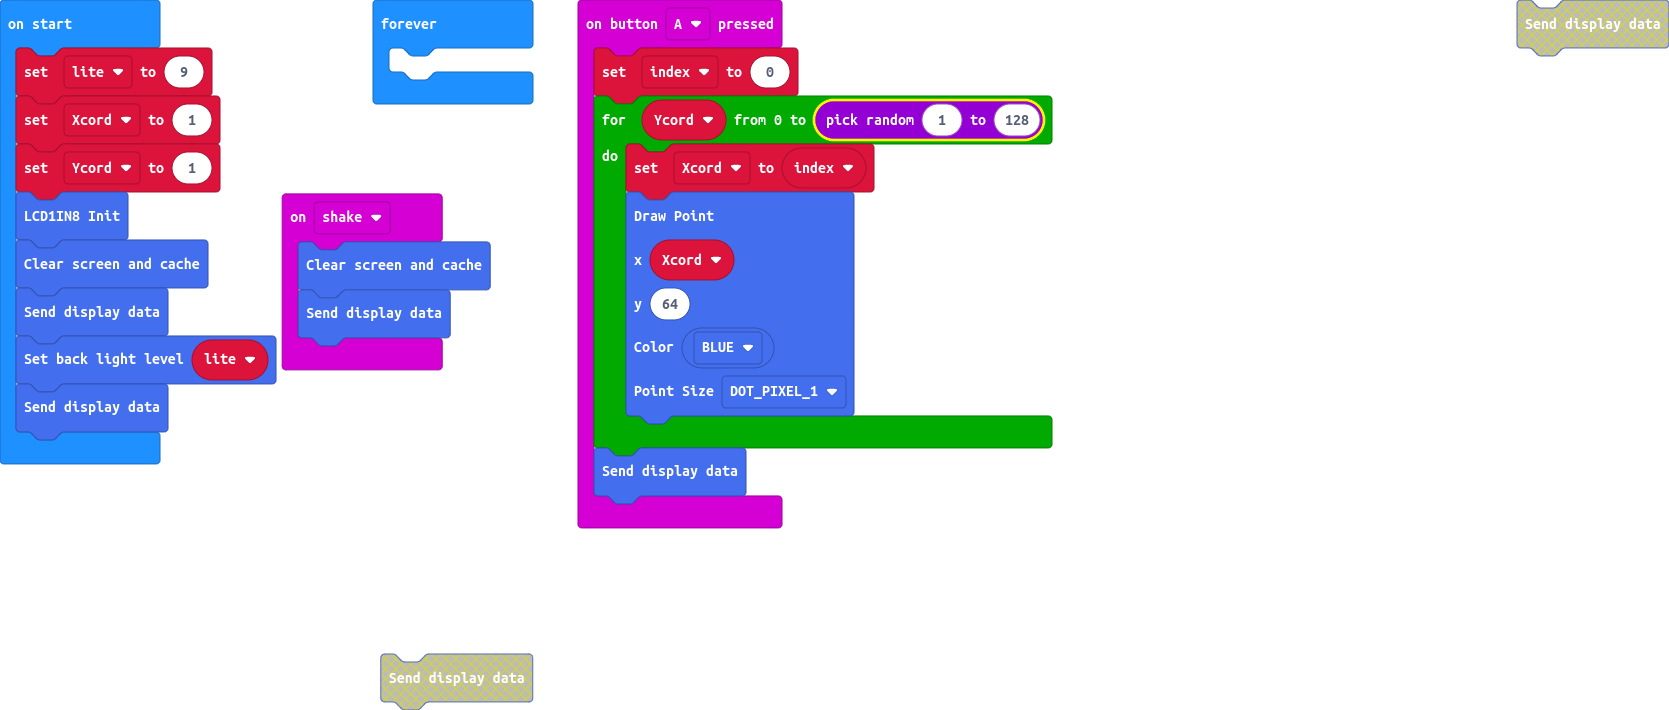 on start
set lite to 9
set Xcord to 1
set Ycord to 1
LCD1IN8 Init
Clear screen and cache
Send display data
Set back light level lite
Send display data
forever
on shake
Clear screen and cache
Send display data
on button A pressed
set index to 0
for Ycord from 0 to pick random 1 to 128
do
set Xcord to index
Draw Point
x Xcord
y 64
Color BLUE
Point Size DOT_PIXEL_1
Send display data
Send display data
Send display data